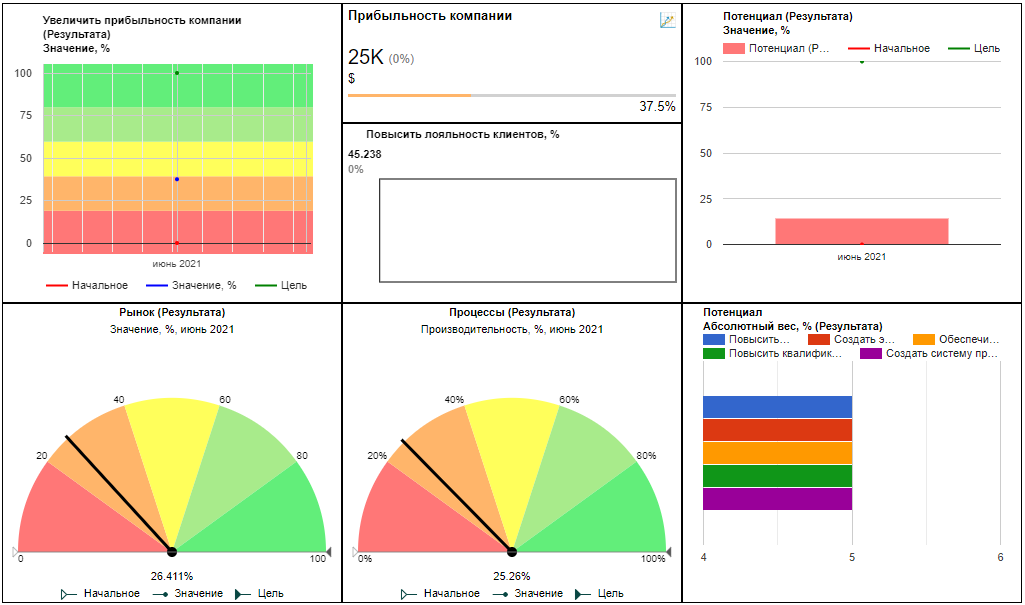 Увеличить прибыльность компании
(Результата)
Значение, %
100
75
50
25
0
июнь 2021
Начальное
Значение, %
Цель
Прибыльность компании
25K (0%)
$
37.5%
Повысить лояльность клиентов, %
45.238
0%
Потенциал (Результата)
Значение, %
Потенциал (Р...
Начальное
Цель
100
75
50
25
0
июнь 2021
Рынок (Результата)
Значение, %, июнь 2021
0
20
40
60
80
100
26.411%
Начальное
Значение
Цель
Процессы (Результата)
Производительность, %, июнь 2021
0%
20%
40%
60%
80%
100%
25.26%
Начальное
Значение
Цель
Потенциал
Абсолютный вес, % (Результата)
Повысить...
Создать э...
Обеспечи...
Повысить квалифик...
Создать систему пр...
4
5
6